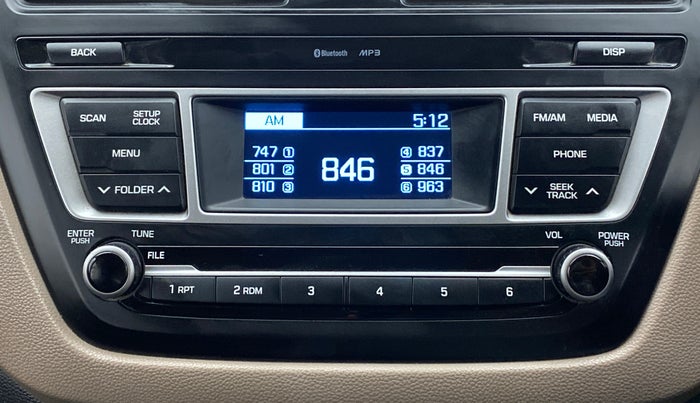 BACK
Bluetooth MP3
DISP
SCAN SETUP CLOCK
MENU
FOLDER
AM 5:12
747 1
801 2
810 3
846
4 837
5 846
6 963
FM/AM MEDIA
PHONE
SEEK TRACK
ENTER PUSH
TUNE
FILE
VOL
POWER PUSH
1 RPT 2 RDM 3 4 5 6